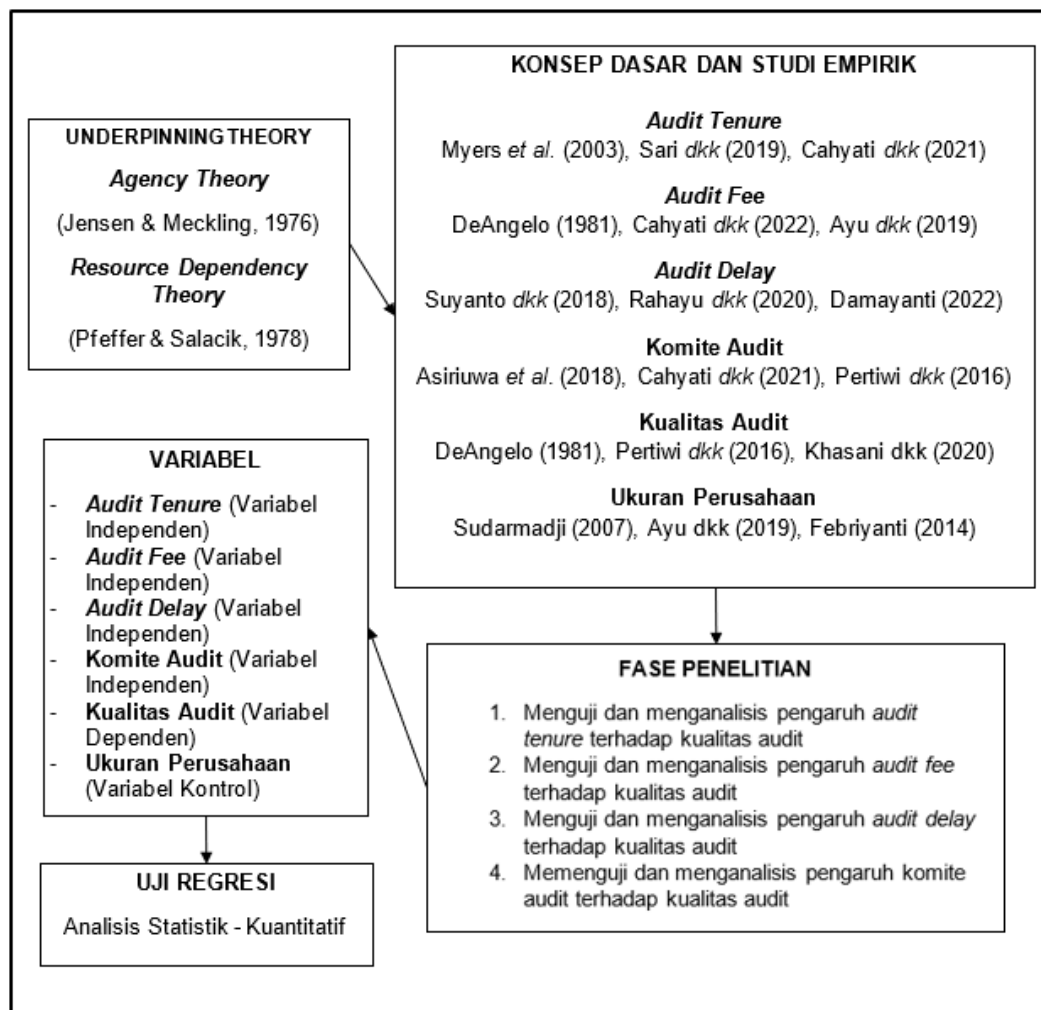 UNDERPINNING THEORY
Agency Theory
(Jensen & Meckling, 1976)
Resource Dependency
Theory
(Pfeffer & Salacik, 1978)
KONSEP DASAR DAN STUDI EMPIRIK
Audit Tenure
Myers et al. (2003), Sari dkk (2019), Cahyati dkk (2021)
Audit Fee
DeAngelo (1981), Cahyati dkk (2022), Ayu dkk (2019)
Audit Delay
Suyanto dkk (2018), Rahayu dkk (2020), Damayanti (2022)
Komite Audit
Asiriuwa et al. (2018), Cahyati dkk (2021), Pertiwi dkk (2016)
Kualitas Audit
DeAngelo (1981), Pertiwi dkk (2016), Khasani dkk (2020)
Ukuran Perusahaan
Sudarmadji (2007), Ayu dkk (2019), Febriyanti (2014)
FASE PENELITIAN
1. Menguji dan menganalisis pengaruh audit
tenure terhadap kualitas audit
2. Menguji dan menganalisis pengaruh audit fee
terhadap kualitas audit
3. Menguji dan menganalisis pengaruh audit delay
terhadap kualitas audit
4. Memenguji dan menganalisis pengaruh komite
audit terhadap kualitas audit
VARIABEL
- Audit Tenure (Variabel
Independen)
- Audit Fee (Variabel
Independen)
- Audit Delay (Variabel
Independen)
- Komite Audit (Variabel
Independen)
- Kualitas Audit (Variabel
Dependen)
- Ukuran Perusahaan
(Variabel Kontrol)
UJI REGRESI
Analisis Statistik - Kuantitatif